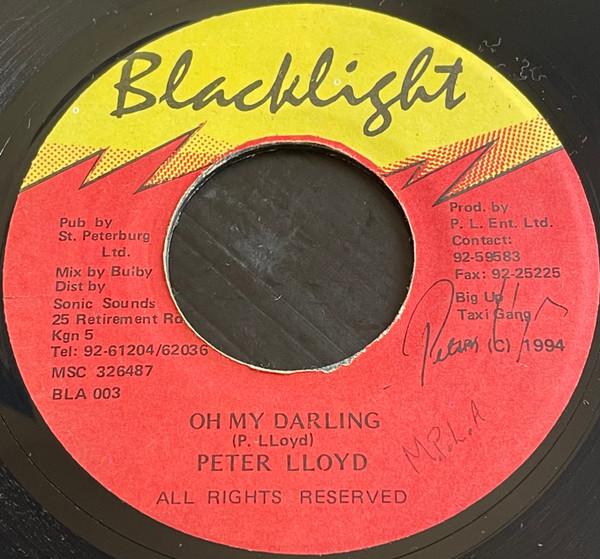 Blacklight
Pub by
St. Peterburg
Ltd.
Mix by Bulby
Dist by
Sonic Sounds
25 Retirement Rd
Kgn 5
Tel: 92-61204/62036
MSC 326487
BLA 003
Prod. by
P. L. Ent. Ltd.
Contact:
92-59583
Fax: 92-25225
Big Up
Taxi Gang
(C) 1994
OH MY DARLING
(P. LLoyd)
PETER LLOYD
ALL RIGHTS RESERVED